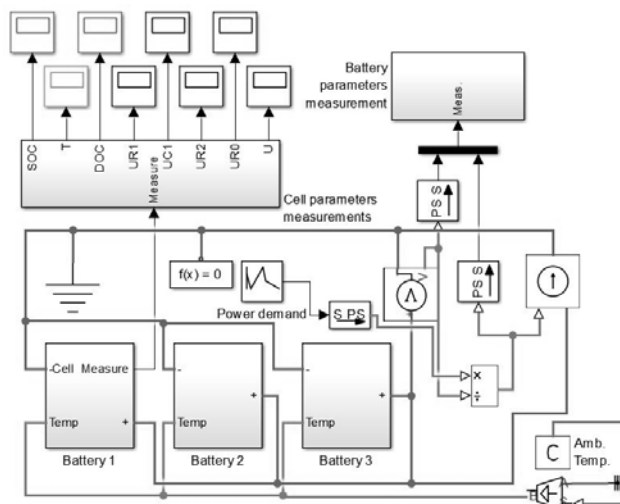 SOC
T
DOC
UR1
UC1
UR2
UR0
U
Measure
Cell parameters
measurements
Battery
parameters
measurement
Meas.
PS S
PS S
f(x) = 0
Power demand
S PS
V
V
×
÷
-Cell Measure
Temp
+
Battery 1
-
+
Temp
Battery 2
-
+
Temp
Battery 3
C
Amb.
Temp.